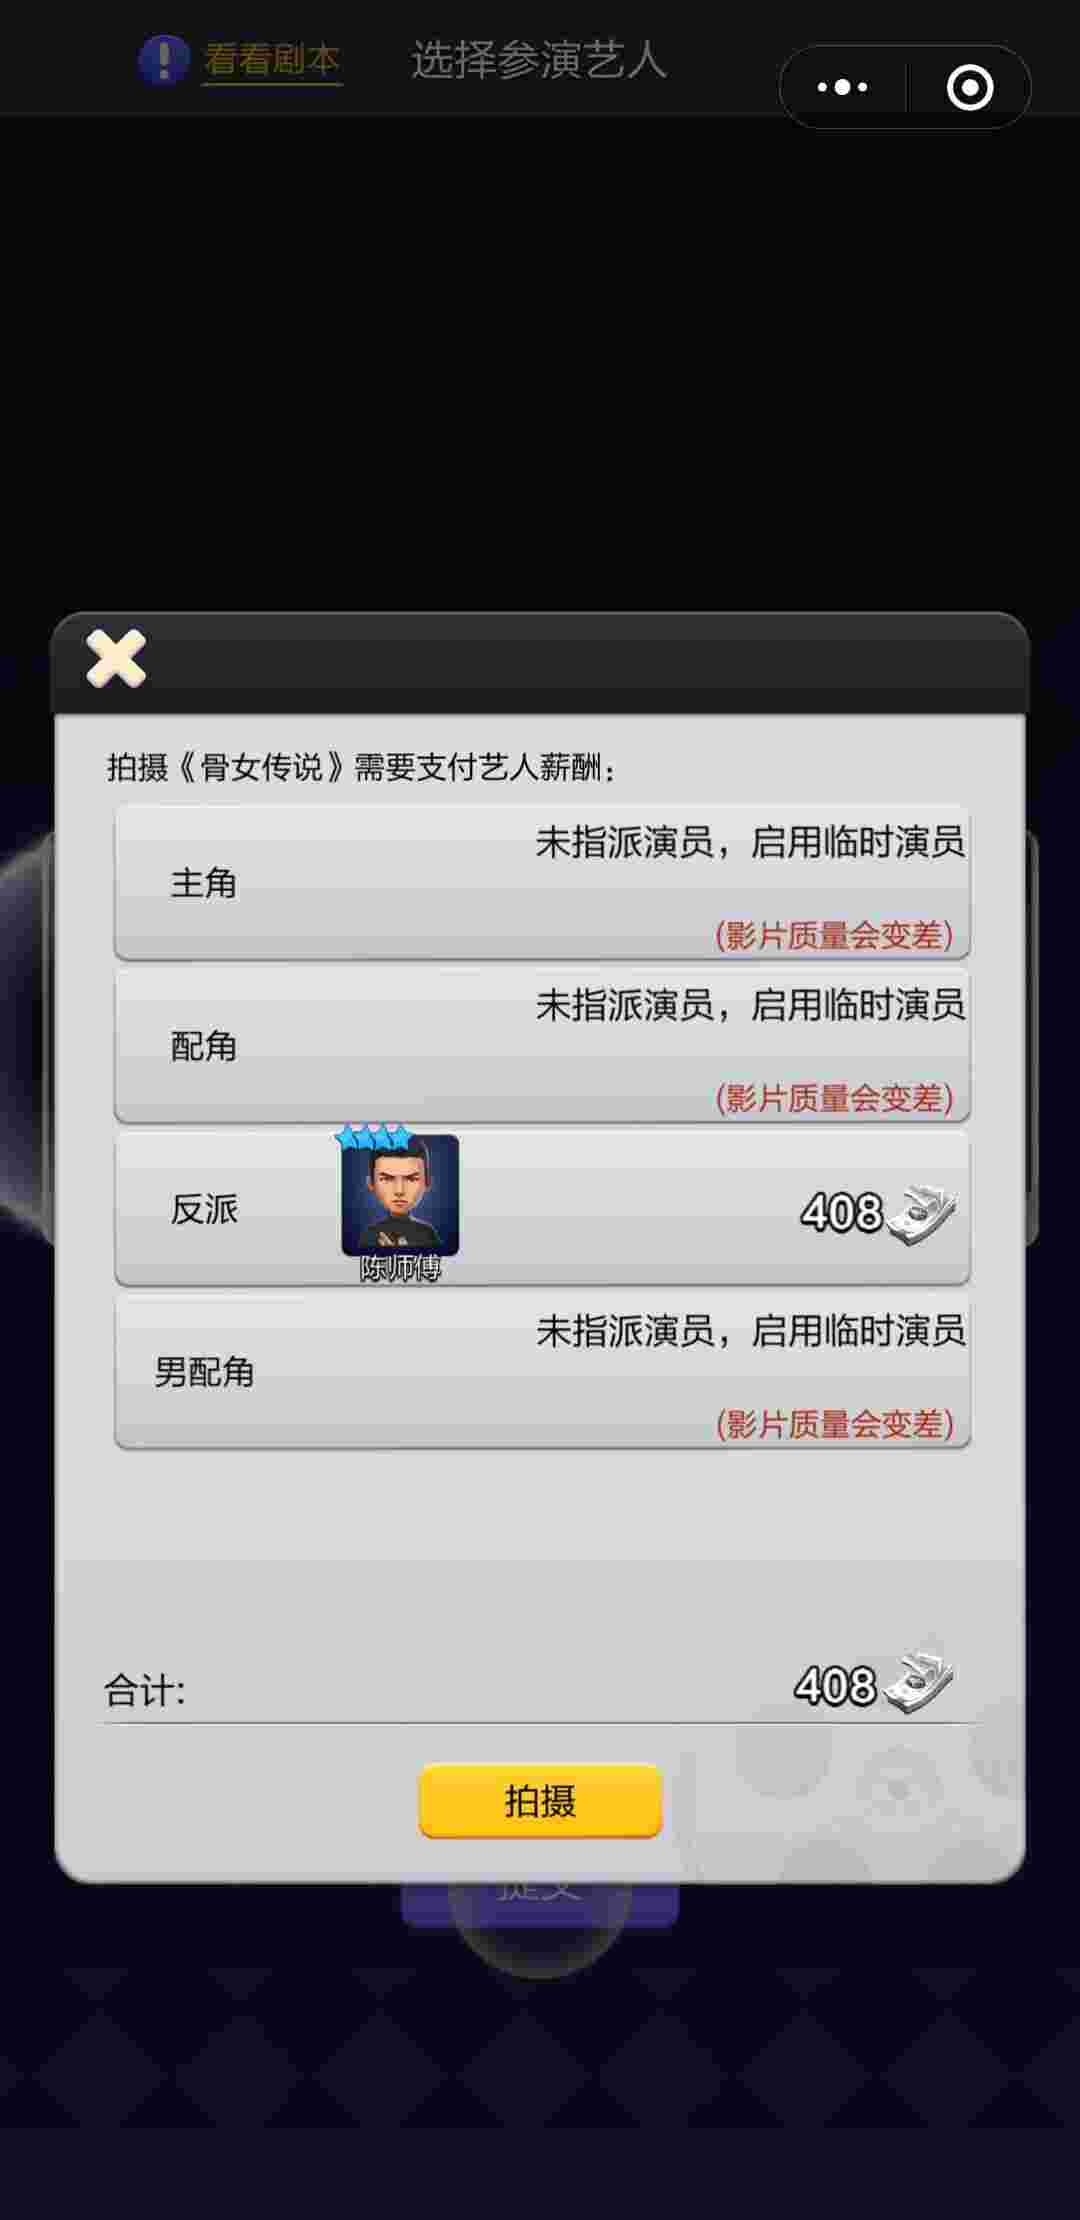 看看剧本
选择参演艺人
拍摄《骨女传说》需要支付艺人薪酬：
主角
未指派演员，启用临时演员
(影片质量会变差)
配角
未指派演员，启用临时演员
(影片质量会变差)
反派
陈师傅
408
男配角
未指派演员，启用临时演员
(影片质量会变差)
合计:
408
拍摄